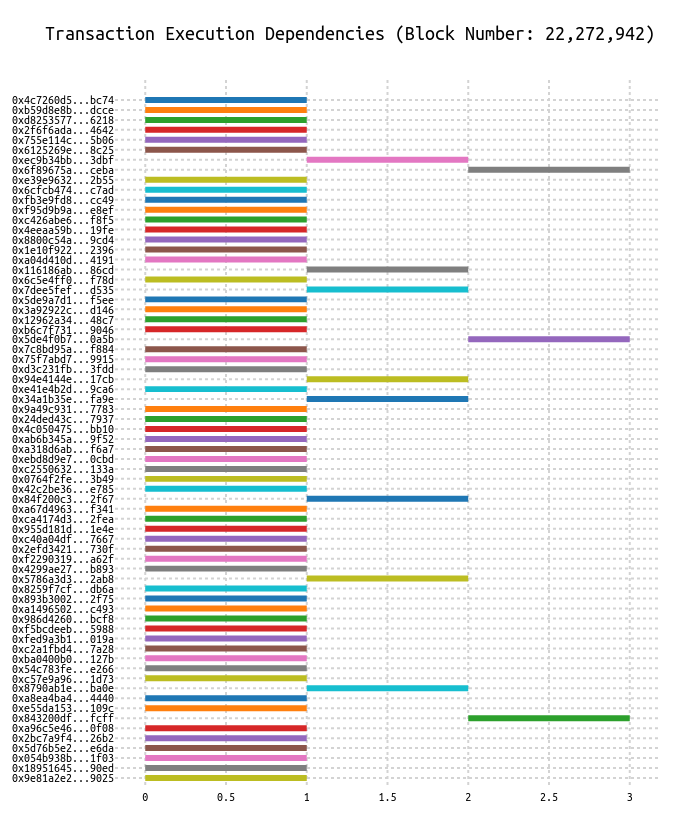 Transaction Execution Dependencies (Block Number: 22,272,942)
0x4c7260d5...bc74
0xb59d8e8b...dcce
0xd8253577...6218
0x2f6f6ada...4642
0x755e114c...5b06
0x6125269e...8c25
0xec9b34bb...3dbf
0x6f89675a...ceba
0xe39e9632...2b55
0x6cfcb474...c7ad
0xfb3e9fd8...cc49
0xf95d9b9a...e8ef
0xc426abe6...f8f5
0x4eeaa59b...19fe
0x8800c54a...9cd4
0x1e10f922...2396
0xa04d410d...4191
0x116186ab...86cd
0x6c5e4ff0...f78d
0x7dee5fef...d535
0x5de9a7d1...f5ee
0x3a92922c...d146
0x12962a34...48c7
0xb6c7f731...9046
0x5de4f0b7...0a5b
0x7c8bd95a...f884
0x75f7abd7...9915
0xd3c231fb...3fdd
0x94e4144e...17cb
0xe41e4b2d...9ca6
0x34a1b35e...fa9e
0x9a49c931...7783
0x24ded43c...7937
0x4c050475...bb10
0xab6b345a...9f52
0xa318d6ab...f6a7
0xebd8d9e7...0cbd
0xc2550632...133a
0x0764f2fe...3b49
0x42c2be36...e785
0x84f200c3...2f67
0xa67d4963...f341
0xca4174d3...2fea
0x955d181d...1e4e
0xc40a04df...7667
0x2efd3421...730f
0xf2290319...a62f
0x4299ae27...b893
0x5786a3d3...2ab8
0x8259f7cf...db6a
0x893b3002...2f75
0xa1496502...c493
0x986d4260...bcf8
0xf5bcdeeb...5988
0xfed9a3b1...019a
0xc2a1fbd4...7a28
0xba0400b0...127b
0x54c783fe...e266
0xc57e9a96...1d73
0x8790ab1e...ba0e
0xa8ea4ba4...4440
0xe55da153...109c
0x843200df...fcff
0xa96c5e46...0f08
0x2bc7a9f4...26b2
0x5d76b5e2...e6da
0x054b938b...1f03
0x18951645...90ed
0x9e81a2e2...9025
0 0.5 1 1.5 2 2.5 3